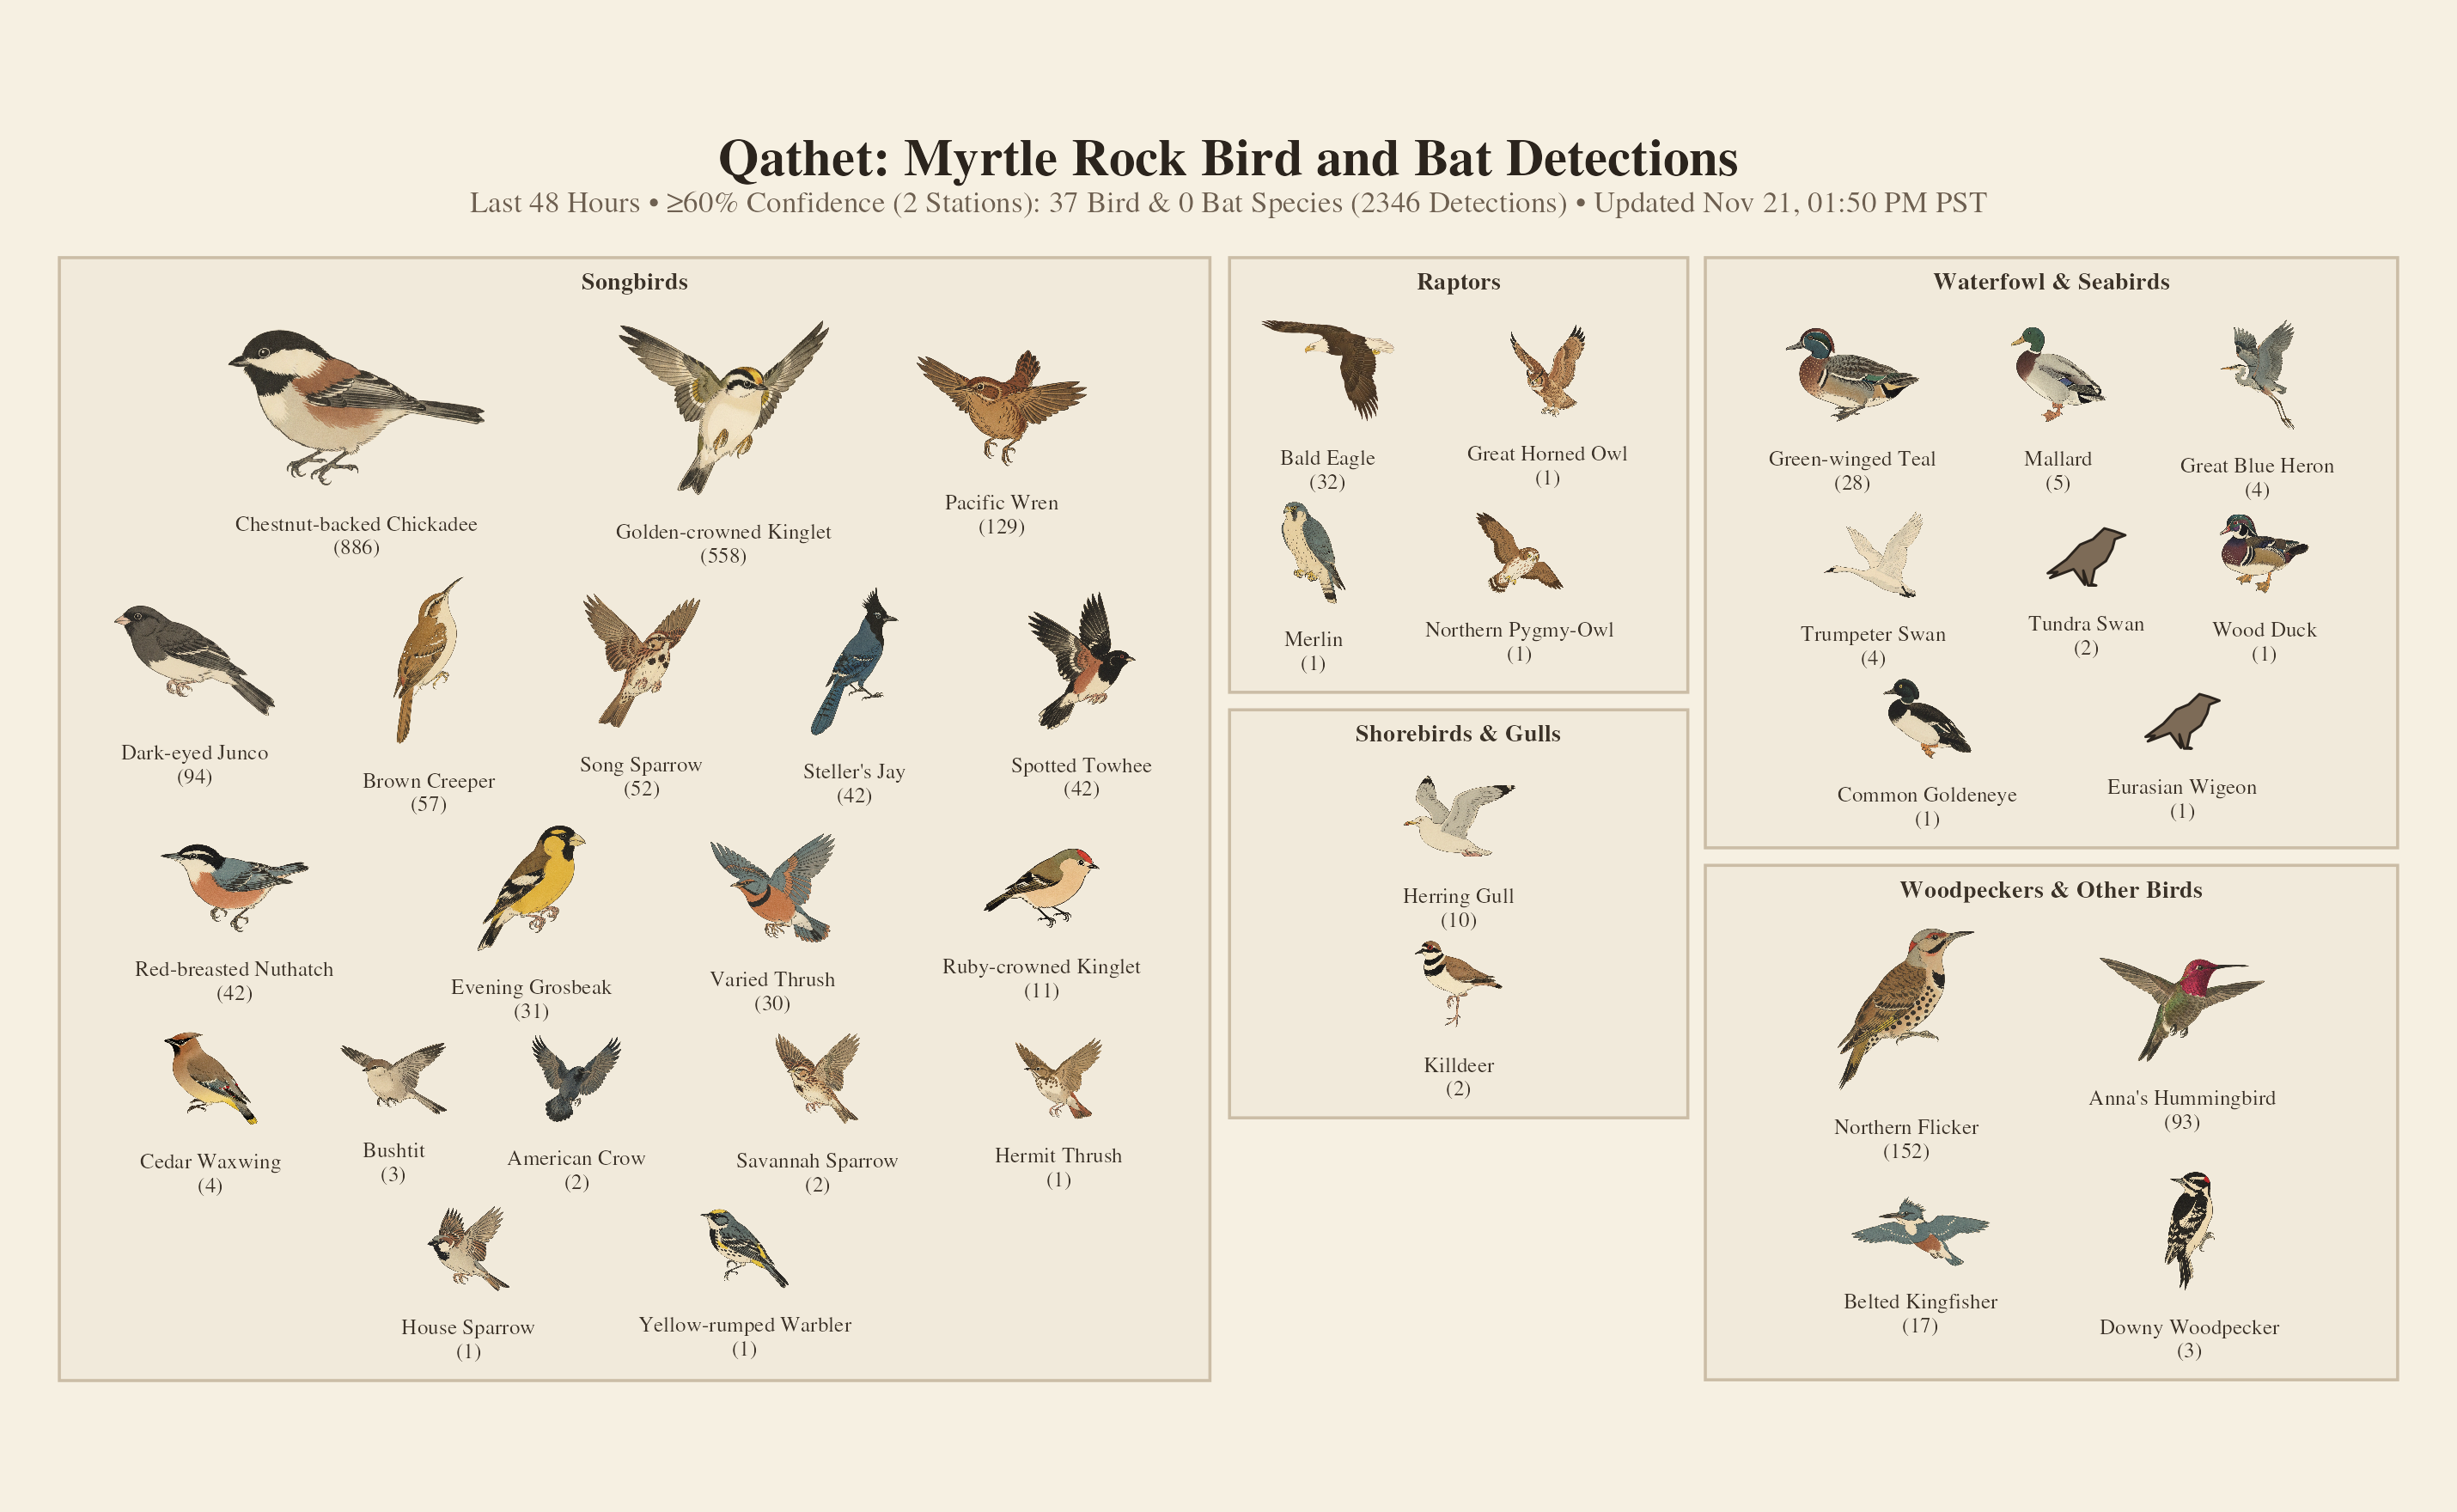 Qathet: Myrtle Rock Bird and Bat Detections
Last 48 Hours • ≥60% Confidence (2 Stations): 37 Bird & 0 Bat Species (2346 Detections) • Updated Nov 21, 01:50 PM PST
Songbirds
Chestnut-backed Chickadee
(886)
Golden-crowned Kinglet
(558)
Pacific Wren
(129)
Dark-eyed Junco
(94)
Brown Creeper
(57)
Song Sparrow
(52)
Steller's Jay
(42)
Spotted Towhee
(42)
Red-breasted Nuthatch
(42)
Evening Grosbeak
(31)
Varied Thrush
(30)
Ruby-crowned Kinglet
(11)
Cedar Waxwing
(4)
Bushtit
(3)
American Crow
(2)
Savannah Sparrow
(2)
Hermit Thrush
(1)
House Sparrow
(1)
Yellow-rumped Warbler
(1)
Raptors
Bald Eagle
(32)
Great Horned Owl
(1)
Merlin
(1)
Northern Pygmy-Owl
(1)
Shorebirds & Gulls
Herring Gull
(10)
Killdeer
(2)
Waterfowl & Seabirds
Green-winged Teal
(28)
Mallard
(5)
Great Blue Heron
(4)
Trumpeter Swan
(4)
Tundra Swan
(2)
Wood Duck
(1)
Common Goldeneye
(1)
Eurasian Wigeon
(1)
Woodpeckers & Other Birds
Northern Flicker
(152)
Anna's Hummingbird
(93)
Belted Kingfisher
(17)
Downy Woodpecker
(3)